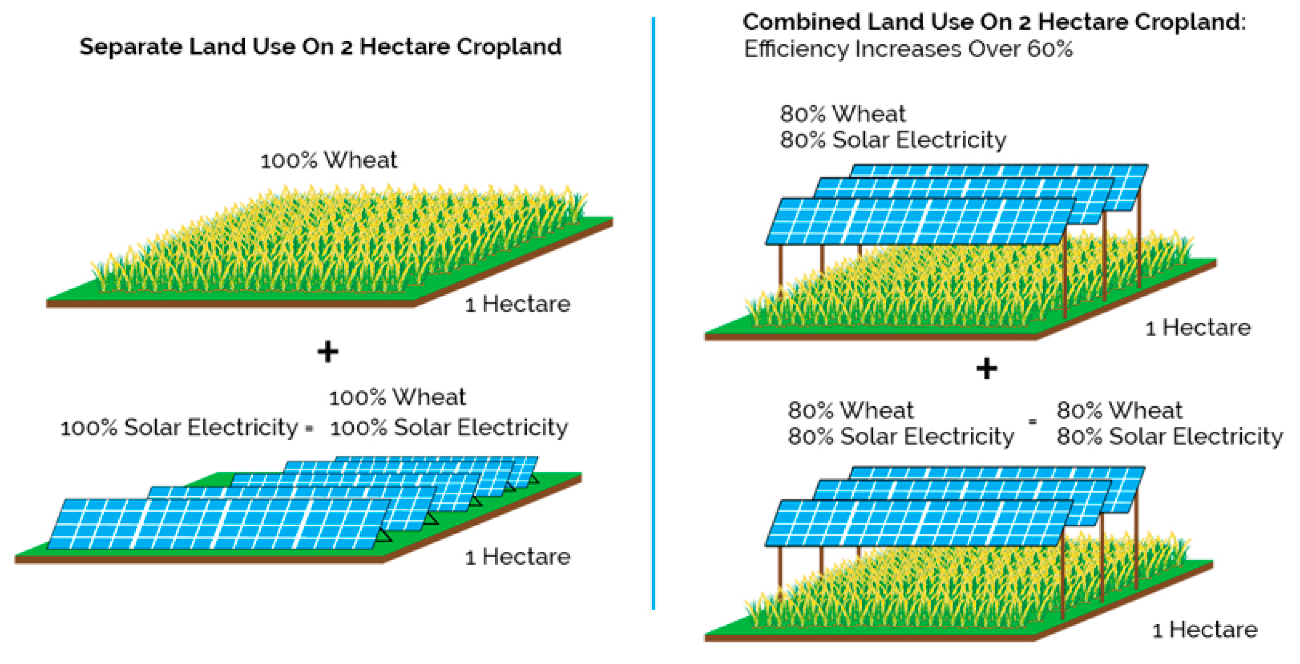 Separate Land Use On 2 Hectare Cropland
100% Wheat
1 Hectare
+
100% Wheat
100% Solar Electricity = 100% Solar Electricity
1 Hectare
Combined Land Use On 2 Hectare Cropland:
Efficiency Increases Over 60%
80% Wheat
80% Solar Electricity
1 Hectare
+
80% Wheat
80% Solar Electricity
=
80% Wheat
80% Solar Electricity
1 Hectare